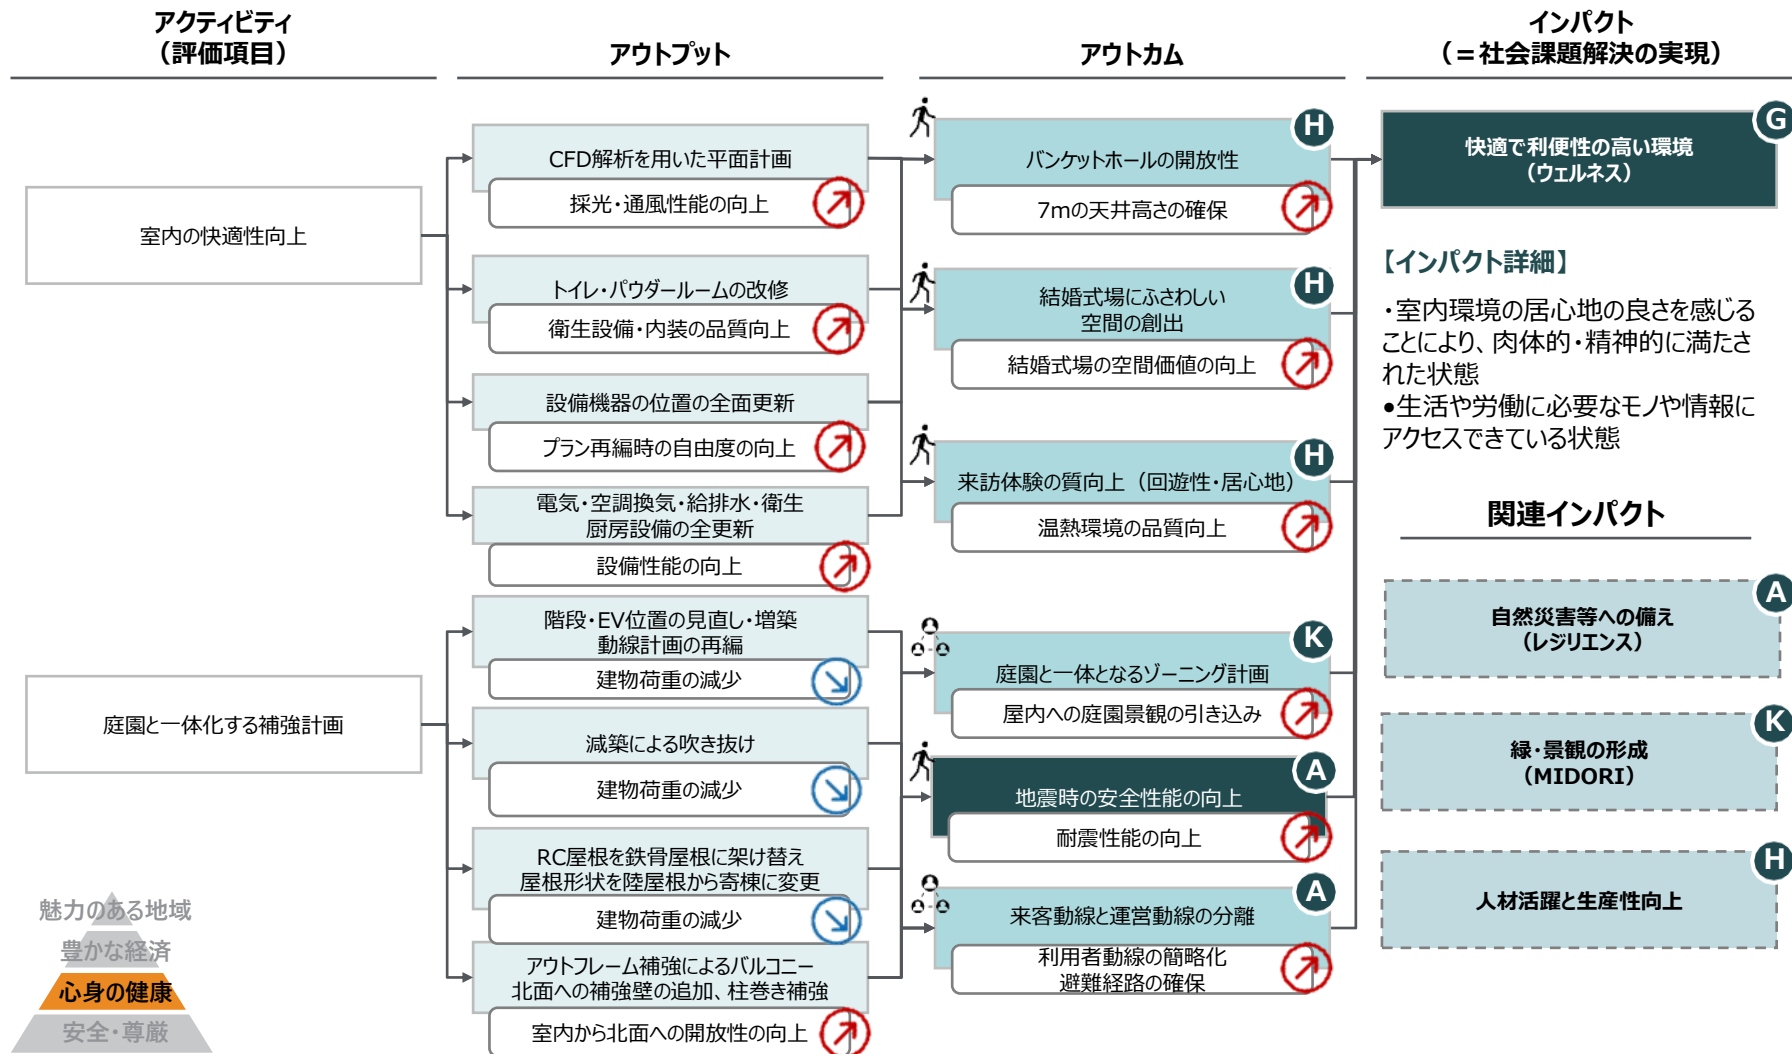 アクティビティ
（評価項目）
アウトプット
アウトカム
インパクト
（＝社会課題解決の実現）
室内の快適性向上
庭園と一体化する補強計画
CFD解析を用いた平面計画
採光・通風性能の向上
トイレ・パウダールームの改修
衛生設備・内装の品質向上
設備機器の位置の全面更新
プラン再編時の自由度の向上
電気・空調換気・給排水・衛生
厨房設備の全更新
設備性能の向上
階段・EV位置の見直し・増築
動線計画の再編
建物荷重の減少
減築による吹き抜け
建物荷重の減少
RC屋根を鉄骨屋根に架け替え
屋根形状を陸屋根から寄棟に変更
建物荷重の減少
アウトフレーム補強によるバルコニー
北面への補強壁の追加、柱巻き補強
室内から北面への開放性の向上
H
バンケットホールの開放性
7mの天井高さの確保
H
結婚式場にふさわしい
空間の創出
結婚式場の空間価値の向上
H
来訪体験の質向上（回遊性・居心地）
温熱環境の品質向上
K
庭園と一体となるゾーニング計画
屋内への庭園景観の引き込み
A
地震時の安全性能の向上
耐震性能の向上
A
来客動線と運営動線の分離
利用者動線の簡略化
避難経路の確保
G
快適で利便性の高い環境
（ウェルネス）
【インパクト詳細】
・室内環境の居心地の良さを感じる
ことにより、肉体的・精神的に満たさ
れた状態
●生活や労働に必要なモノや情報に
アクセスできている状態
関連インパクト
A
自然災害等への備え
（レジリエンス）
K
緑・景観の形成
（MIDORI）
H
人材活躍と生産性向上
魅力のある地域
豊かな経済
心身の健康
安全・尊厳